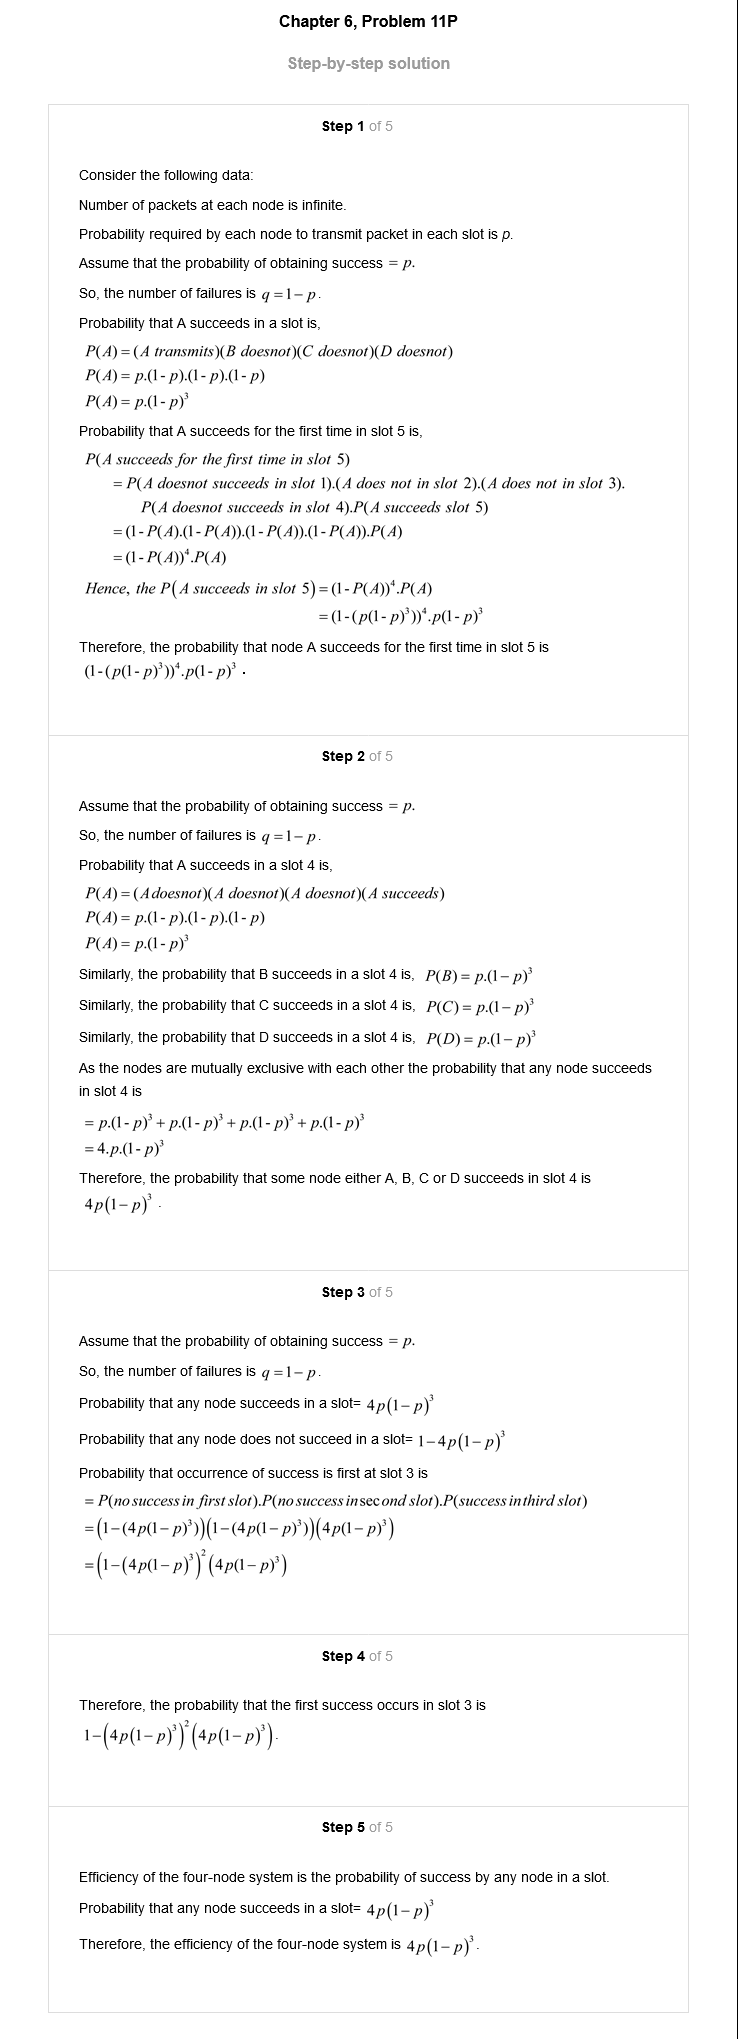 Chapter 6, Problem 11P
Step-by-step solution
Step 1 of 5
Consider the following data:
Number of packets at each node is infinite.
Probability required by each node to transmit packet in each slot is p.
Assume that the probability of obtaining success = p.
So, the number of failures is q = 1 – p.
Probability that A succeeds in a slot is,
P(A) = (A transmits)(B doesnot)(C doesnot)(D doesnot)
P(A) = p.(1- p).(1- p).(1- p)
P(A) = p.(1- p)³
Probability that A succeeds for the first time in slot 5 is,
P(A succeeds for the first time in slot 5)
= P(A doesnot succeeds in slot 1).(A does not in slot 2).(A does not in slot 3).
P(A doesnot succeeds in slot 4).P(A succeeds slot 5)
= (1- P(A).(1- P(A)).(1- P(A)).(1- P(A)).P(A)
= (1- P(A))⁴.P(A)
Hence, the P(A succeeds in slot 5) = (1- P(A))⁴.P(A)
= (1-(p(1- p)³))⁴.p(1- p)³
Therefore, the probability that node A succeeds for the first time in slot 5 is
(1-(p(1- p)³))⁴.p(1- p)³ .
Step 2 of 5
Assume that the probability of obtaining success = p.
So, the number of failures is q = 1 – p.
Probability that A succeeds in a slot 4 is,
P(A) = (A doesnot)(A doesnot)(A doesnot)(A succeeds)
P(A) = p.(1- p).(1- p).(1- p)
P(A) = p.(1- p)³
Similarly, the probability that B succeeds in a slot 4 is, P(B) = p.(1 – p)³
Similarly, the probability that C succeeds in a slot 4 is, P(C) = p.(1 – p)³
Similarly, the probability that D succeeds in a slot 4 is, P(D) = p.(1 – p)³
As the nodes are mutually exclusive with each other the probability that any node succeeds
in slot 4 is
= p.(1- p)³ + p.(1- p)³ + p.(1- p)³ + p.(1- p)³
= 4.p.(1- p)³
Therefore, the probability that some node either A, B, C or D succeeds in slot 4 is
4p(1– p)³ .
Step 3 of 5
Assume that the probability of obtaining success = p.
So, the number of failures is q = 1 – p.
Probability that any node succeeds in a slot= 4p(1– p)³
Probability that any node does not succeed in a slot= 1–4p(1– p)³
Probability that occurrence of success is first at slot 3 is
= P(no success in first slot).P(no success in second slot).P(success in third slot)
= (1–(4p(1– p)³))(1–(4p(1– p)³))(4p(1– p)³)
= (1–(4p(1– p)³)²(4p(1– p)³)
Step 4 of 5
Therefore, the probability that the first success occurs in slot 3 is
1–(4p(1– p)³)²(4p(1– p)³).
Step 5 of 5
Efficiency of the four-node system is the probability of success by any node in a slot.
Probability that any node succeeds in a slot= 4p(1– p)³
Therefore, the efficiency of the four-node system is 4p(1– p)³.